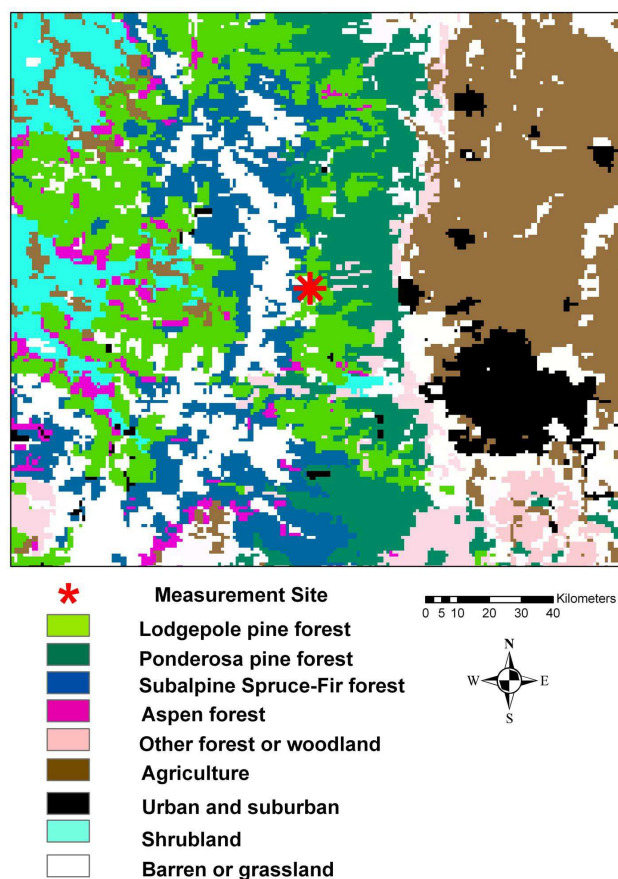 Measurement Site
Lodgepole pine forest
Ponderosa pine forest
Subalpine Spruce-Fir forest
Aspen forest
Other forest or woodland
Agriculture
Urban and suburban
Shrubland
Barren or grassland
Kilometers
0 5 10 20 30 40
N
W E
S